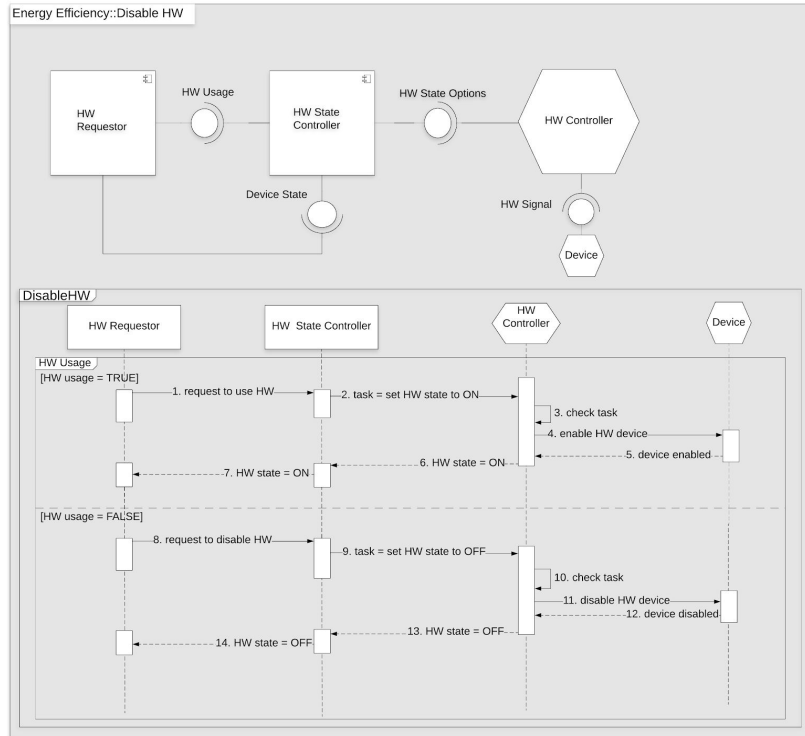 Energy Efficiency::Disable HW
HW Usage
HW State Options
HW
Requestor
HW State
Controller
HW Controller
Device State
HW Signal
Device
DisableHW
HW Requestor
HW State Controller
HW
Controller
Device
HW Usage
[HW usage = TRUE]
1. request to use HW
2. task = set HW state to ON
3. check task
4. enable HW device
5. device enabled
6. HW state = ON
7. HW state = ON
[HW usage = FALSE]
8. request to disable HW
9. task = set HW state to OFF
10. check task
11. disable HW device
12. device disabled
13. HW state = OFF
14. HW state = OFF